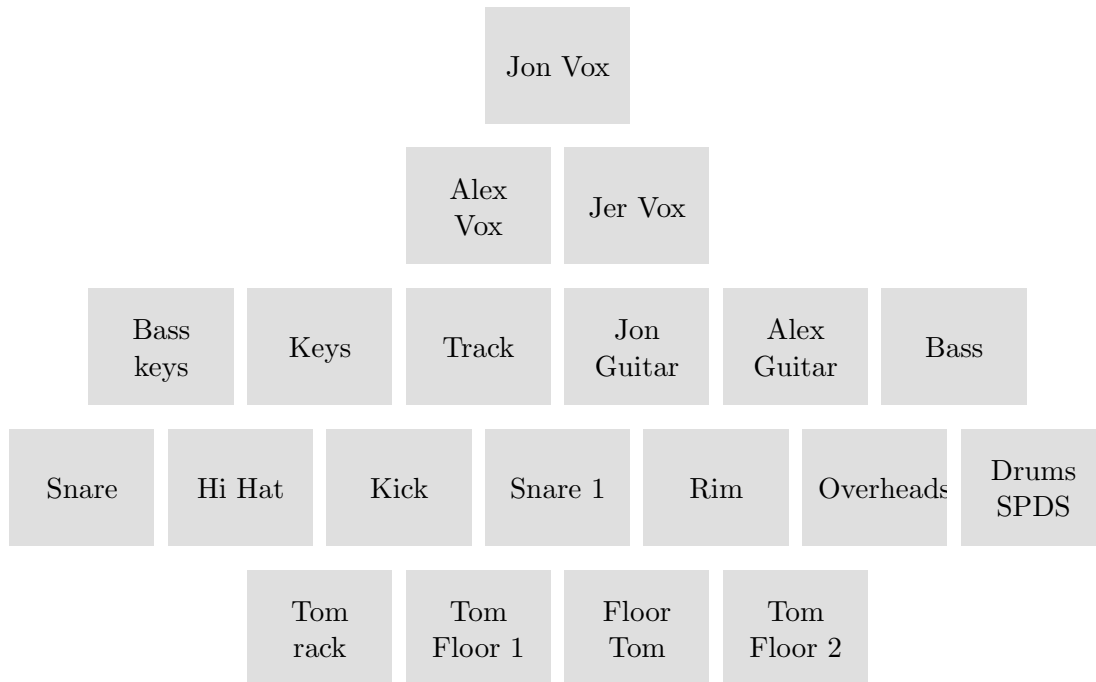 Jon Vox
Alex
Vox
Jer Vox
Bass
keys
Keys
Track
Jon
Guitar
Alex
Guitar
Bass
Snare
Hi Hat
Kick
Snare 1
Rim
Overheads
Drums
SPDS
Tom
rack
Tom
Floor 1
Floor
Tom
Tom
Floor 2